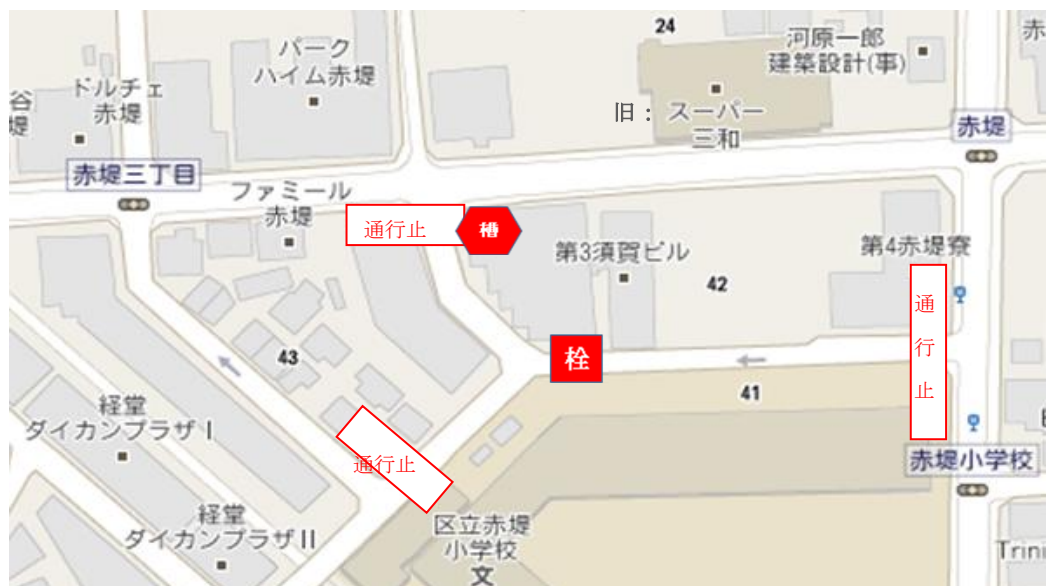 24
パーク
ハイム赤堤
河原一郎
建築設計(事)
赤
ドルチェ
赤堤
谷
堤
旧：スーパー
三和
赤堤
赤堤三丁目
ファミール
赤堤
通行止
第3須賀ビル
第4赤堤寮
42
通行止
栓
43
41
経堂
ダイカンプラザⅠ
通行止
赤堤小学校
経堂
ダイカンプラザⅡ
区立赤堤
小学校
文
Trini